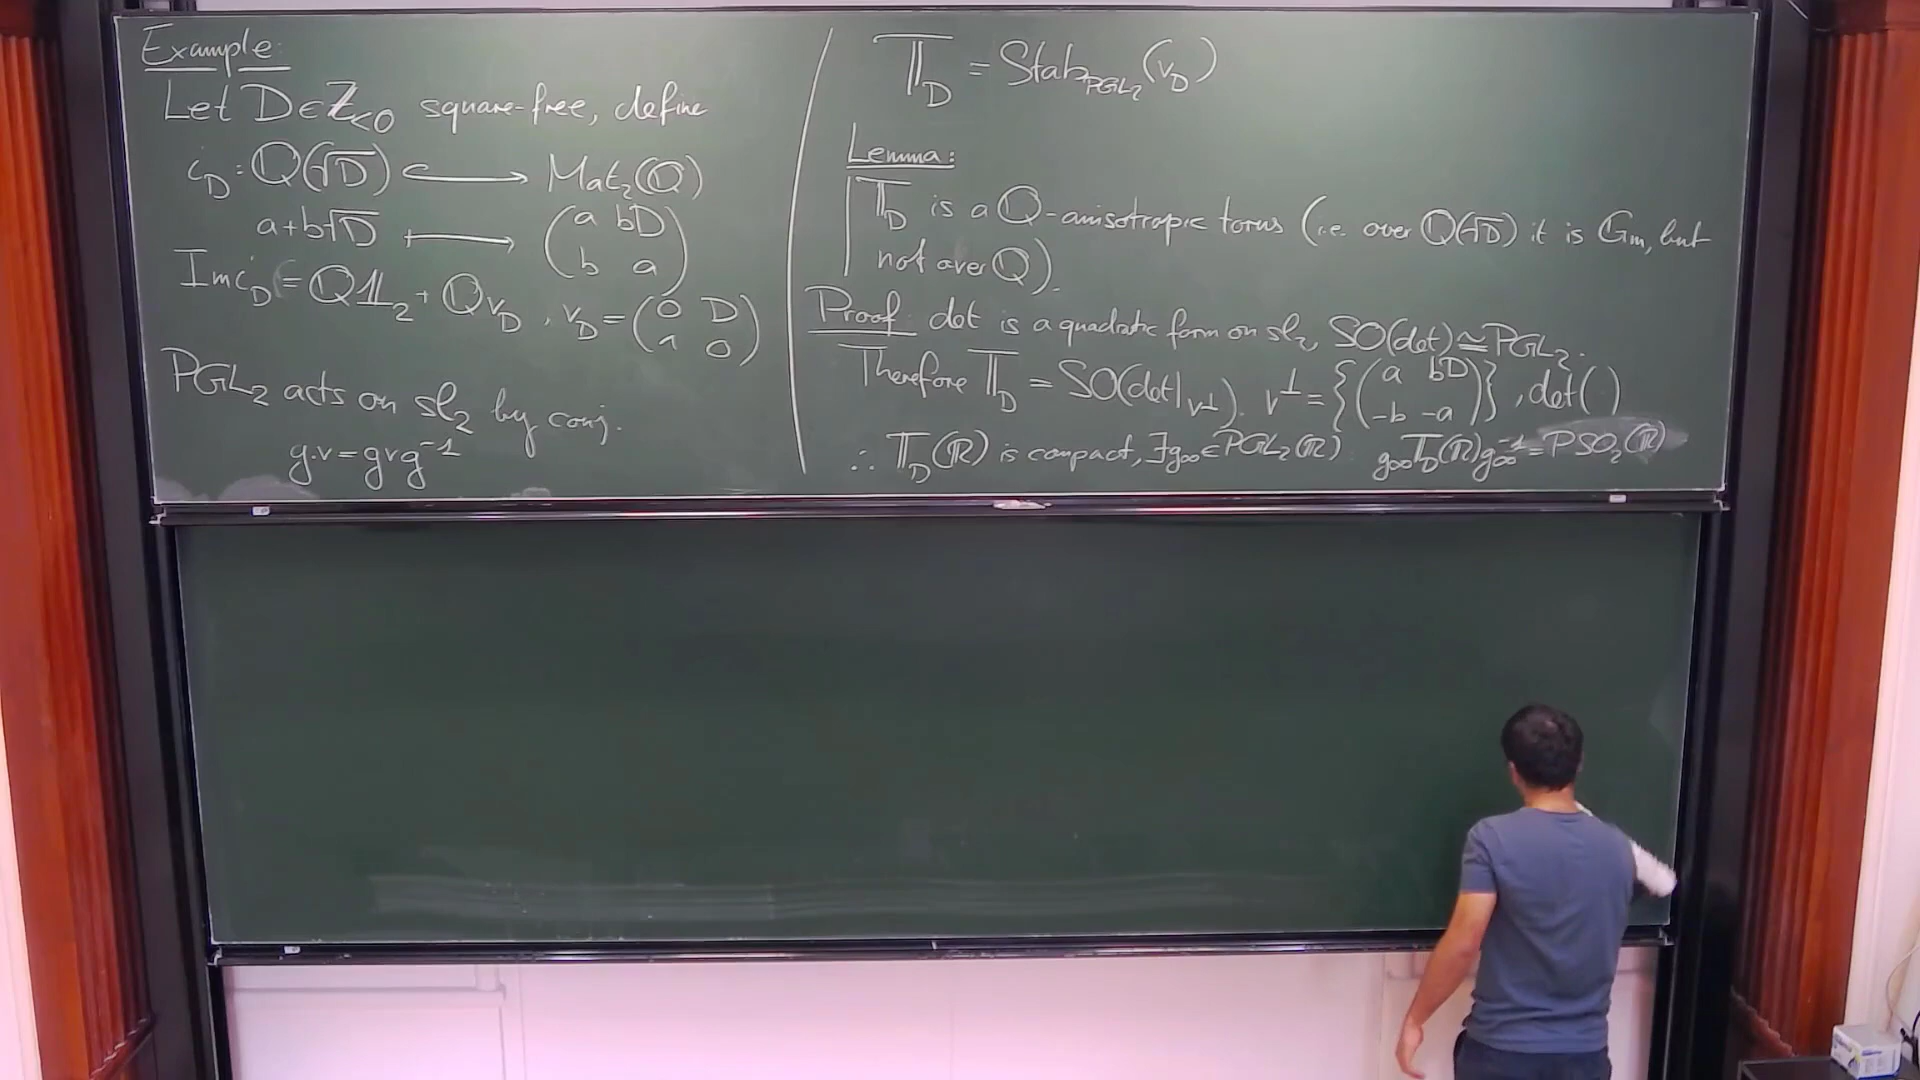 Example:
Let D∈ℤ<0 square-free, define
i_D: ℚ(√D) ↪ Mat₂(ℚ)
a+b√D ↦ (a bD
b a)
Im i_D = ℚ𝟙₂ + ℚv_D, v_D = (0 D
1 0)
PGL₂ acts on sl₂ by conj.
g.v = gvg⁻¹
𝕋_D = Stab_PGL₂(v_D)
Lemma:
𝕋_D is a ℚ-anisotropic torus (i.e. over ℚ(√D) it is Gm, but
not over ℚ).
Proof: det is a quadratic form on sl₂, SO(det) ≅ PGL₂.
Therefore 𝕋_D = SO(det|_v⊥). v⊥ = {(a bD
-b -a)}, det( )
∴ 𝕋_D(ℝ) is compact, ∃g∞∈PGL₂(ℝ) g∞𝕋_D(ℝ)g∞⁻¹ = PSO₂(ℝ)